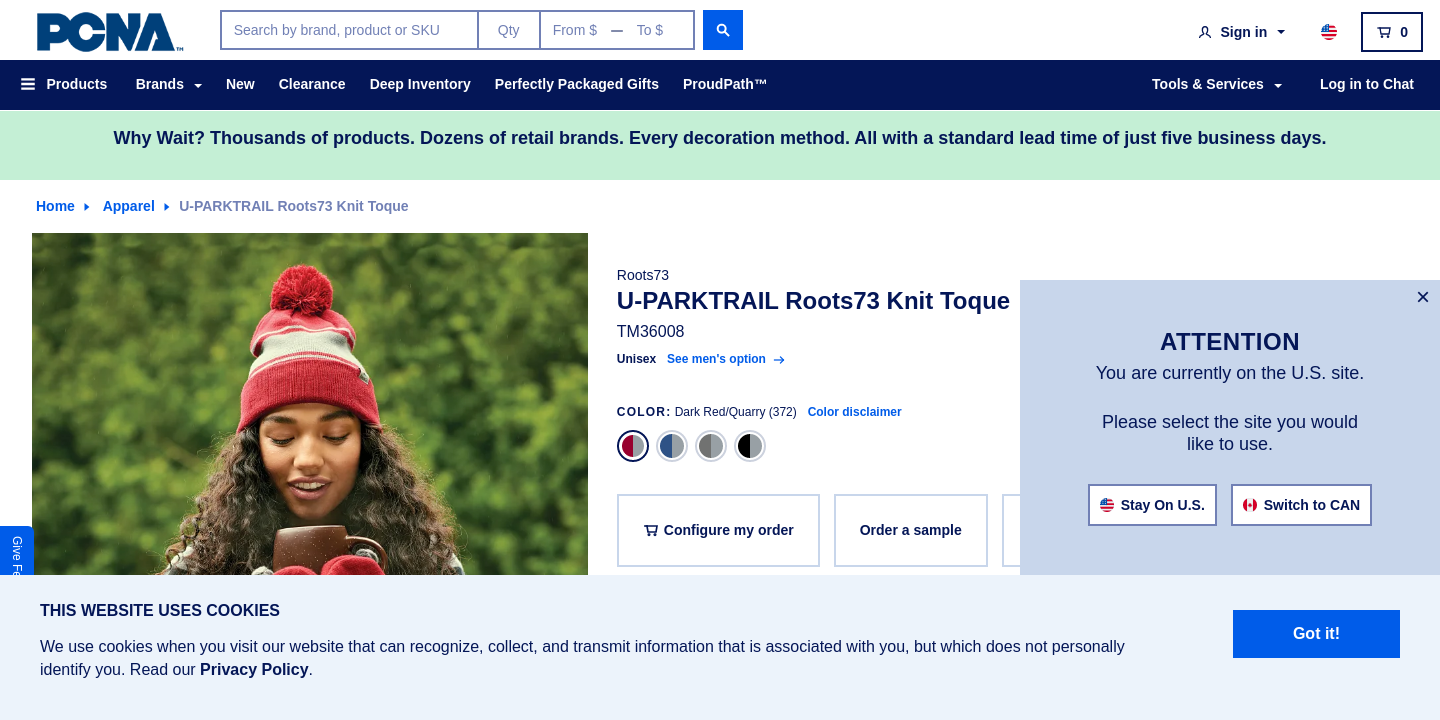 PCNA™
Search by brand, product or SKU
Qty
From $ — To $
Sign in
0
Products
Brands
New
Clearance
Deep Inventory
Perfectly Packaged Gifts
ProudPath™
Tools & Services
Log in to Chat
Why Wait? Thousands of products. Dozens of retail brands. Every decoration method. All with a standard lead time of just five business days.
Home
Apparel
U-PARKTRAIL Roots73 Knit Toque
Roots73
U-PARKTRAIL Roots73 Knit Toque
TM36008
Unisex See men's option
COLOR: Dark Red/Quarry (372) Color disclaimer
Configure my order
Order a sample
×
ATTENTION
You are currently on the U.S. site.
Please select the site you would
like to use.
Stay On U.S.
Switch to CAN
Give Fe
THIS WEBSITE USES COOKIES
We use cookies when you visit our website that can recognize, collect, and transmit information that is associated with you, but which does not personally
identify you. Read our Privacy Policy.
Got it!